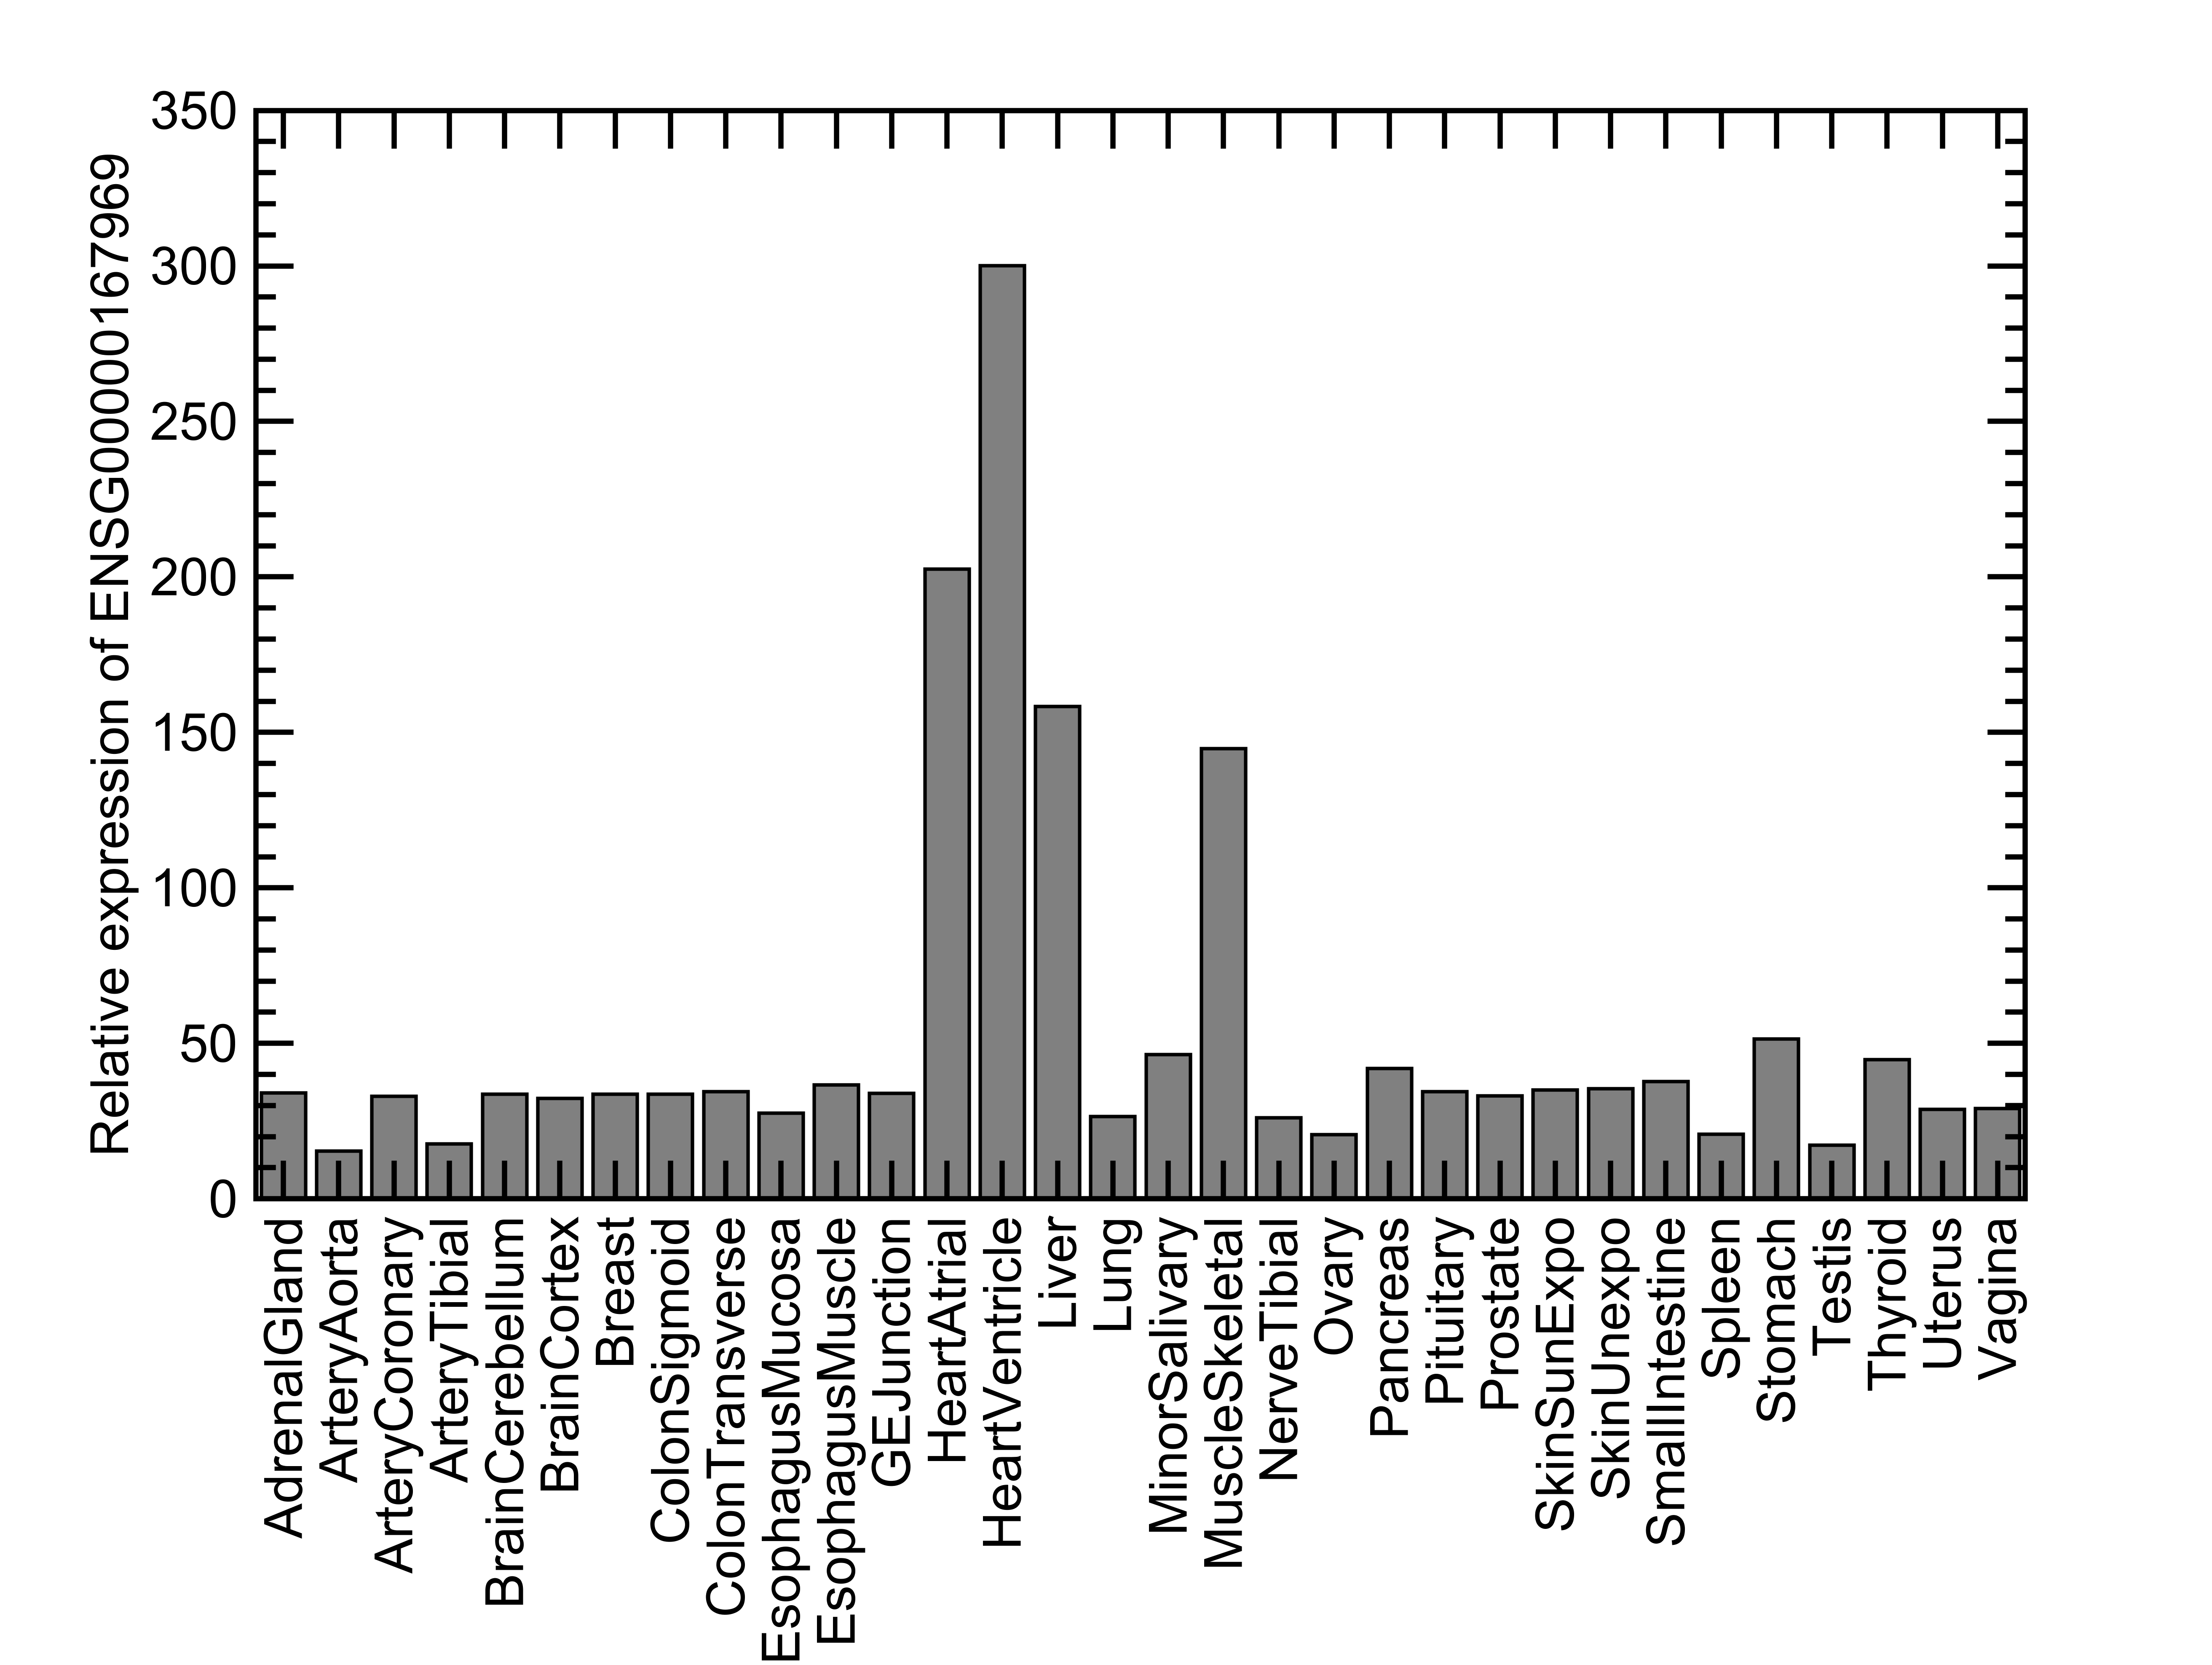 Relative expression of ENSG00000167969
350
300
250
200
150
100
50
0
AdrenalGland
ArteryAorta
ArteryCoronary
ArteryTibial
BrainCerebellum
BrainCortex
Breast
ColonSigmoid
ColonTransverse
EsophagusMucosa
EsophagusMuscle
GEJunction
HeartAtrial
HeartVentricle
Liver
Lung
MinorSalivary
MuscleSkeletal
NerveTibial
Ovary
Pancreas
Pituitary
Prostate
SkinSunExpo
SkinUnexpo
SmallIntestine
Spleen
Stomach
Testis
Thyroid
Uterus
Vagina